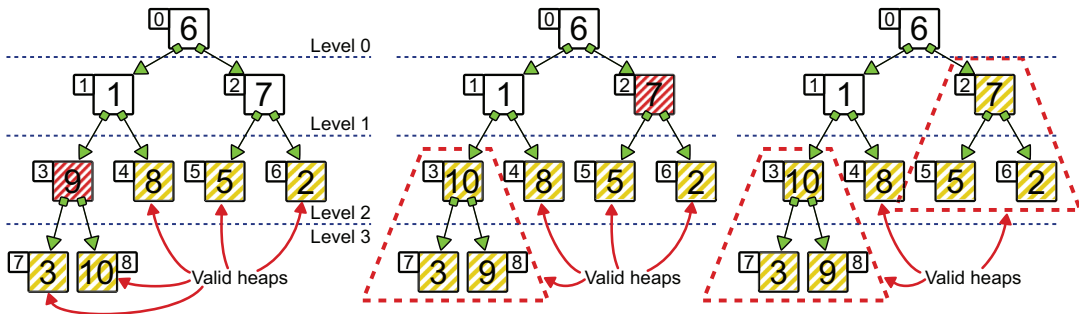 0 6 0 6 0 6
Level 0
1 1 2 7 1 1 2 7 1 1 2 7
Level 1
3 9 4 8 5 5 6 2 3 10 4 8 5 5 6 2 3 10 4 8 5 5 6 2
Level 2
Level 3
7 3 10 8 Valid heaps 7 3 9 8 Valid heaps 7 3 9 8 Valid heaps